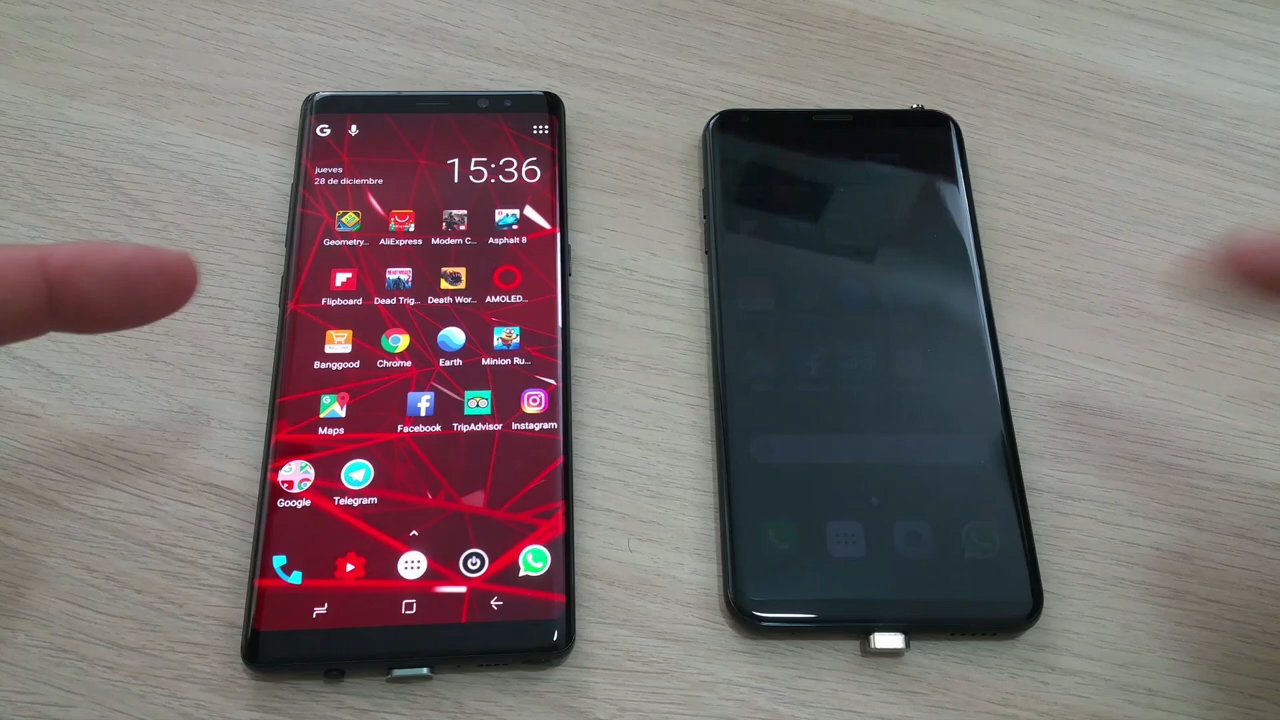 G
jueves
28 de diciembre
15:36
Geometry... AliExpress Modern C... Asphalt 8
Flipboard Dead Trig... Death Wor... AMOLED...
Banggood Chrome Earth Minion Ru...
Maps Facebook TripAdvisor Instagram
Google Telegram